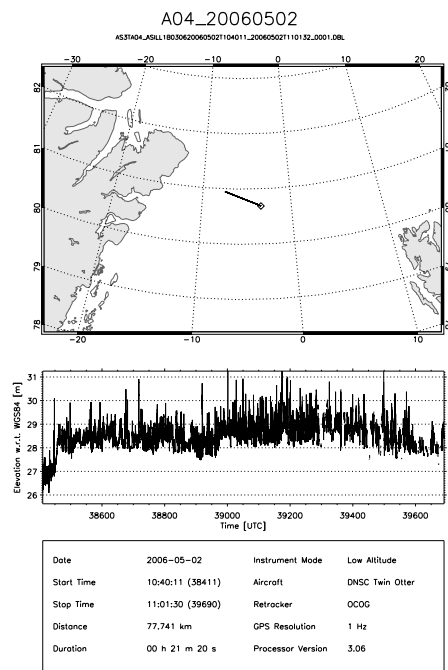 A04_20060502
AS3TA04_ASILL1B030620060502T104011_20060502T110132_0001.DBL
-30 -20 -10 0 10 20
82
81
80
79
78
-20 -10 0 10
31
30
29
28
27
26
Elevation w.r.t. WGS84 [m]
38600 38800 39000 39200 39400 39600
Time [UTC]
Date 2006-05-02 Instrument Mode Low Altitude
Start Time 10:40:11 (38411) Aircraft DNSC Twin Otter
Stop Time 11:01:30 (39690) Retracker OCOG
Distance 77.741 km GPS Resolution 1 Hz
Duration 00 h 21 m 20 s Processor Version 3.06